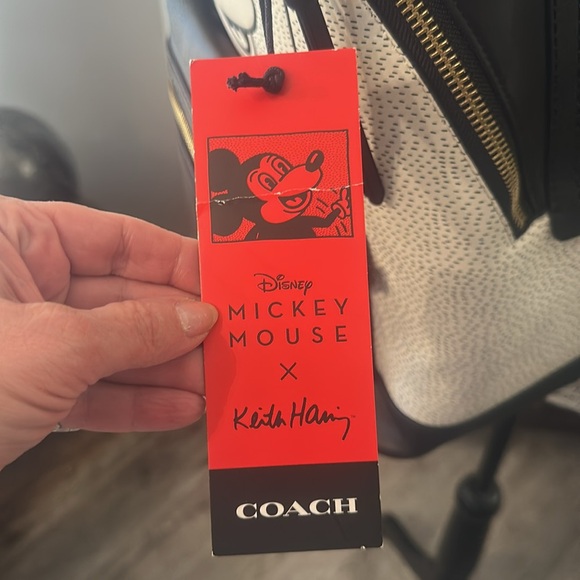 Disney
MICKEY
MOUSE
X
Keith Haring
COACH